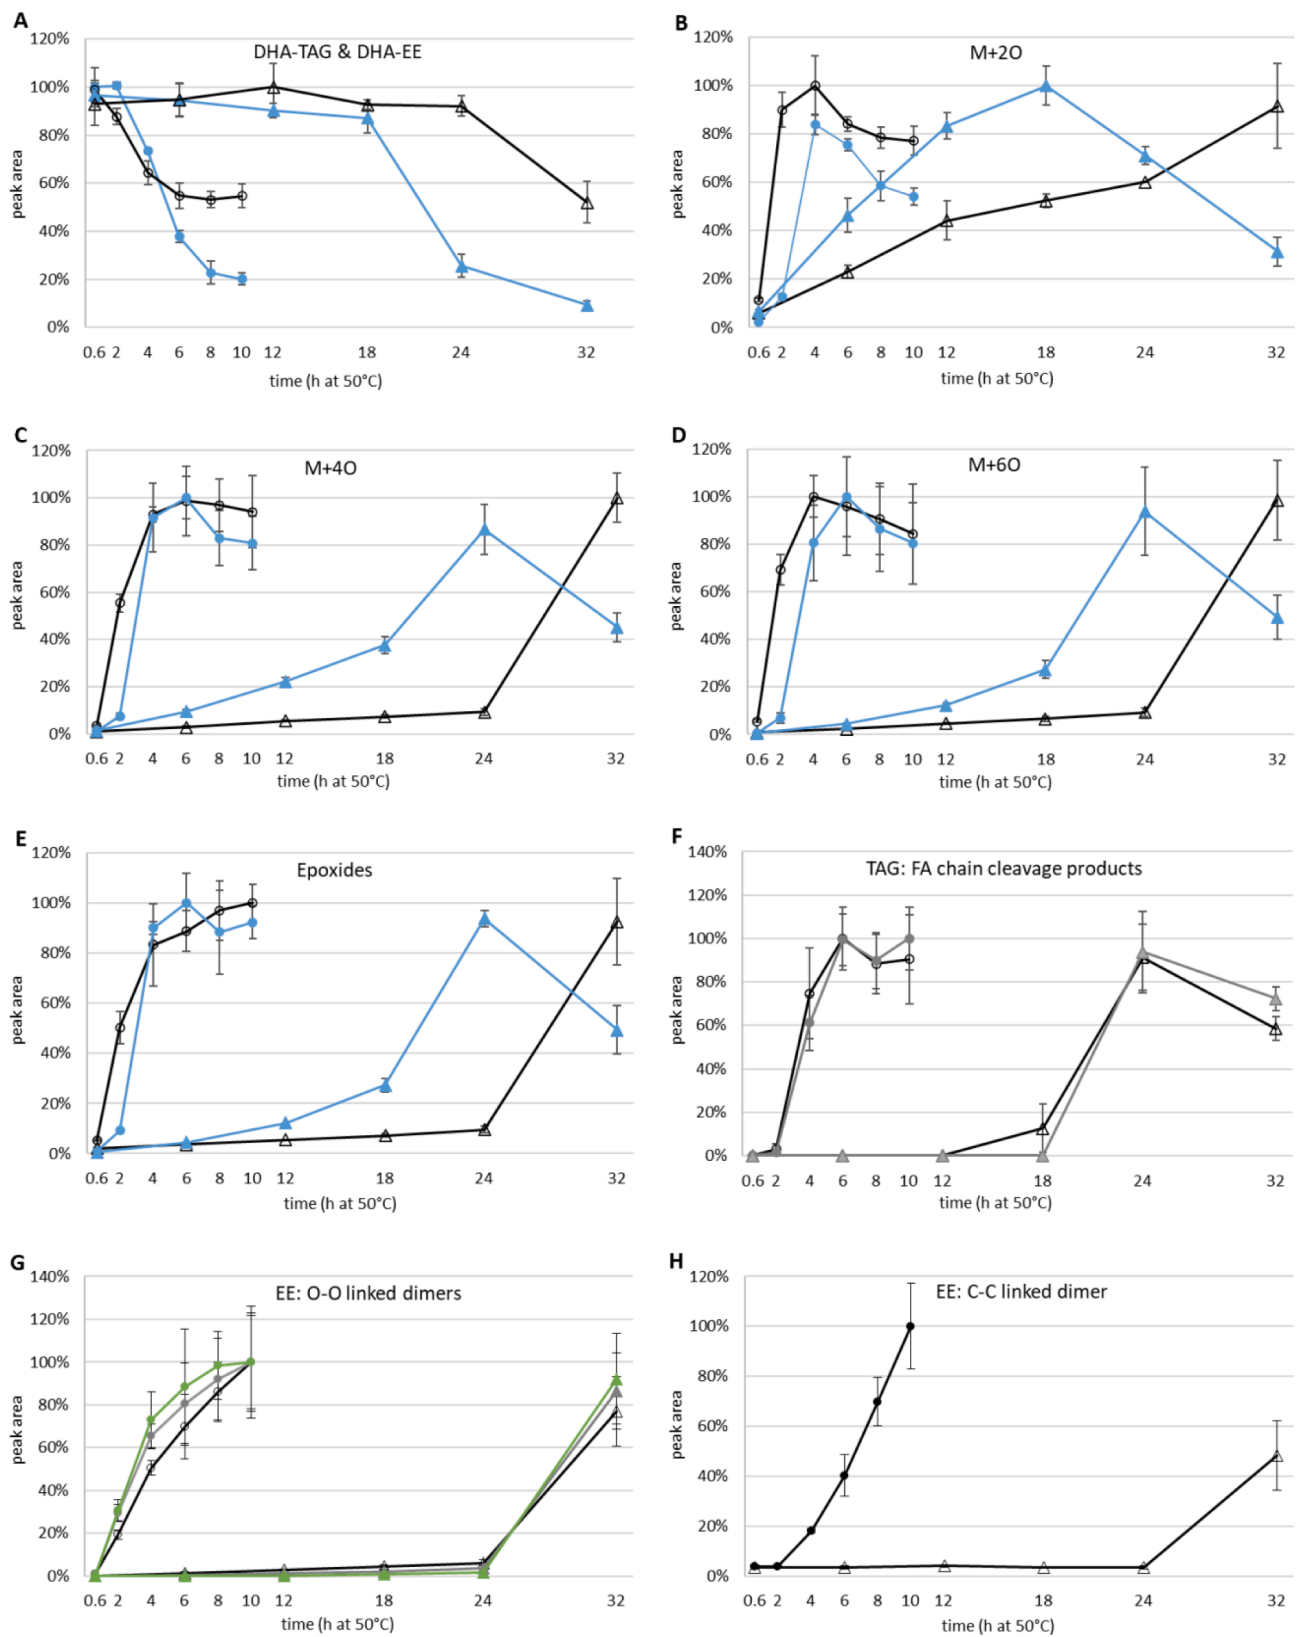 A
DHA-TAG & DHA-EE
120%
100%
80%
60%
40%
20%
0%
peak area
0.6 2 4 6 8 10 12 18 24 32
time (h at 50°C)
B
M+2O
120%
100%
80%
60%
40%
20%
0%
peak area
0.6 2 4 6 8 10 12 18 24 32
time (h at 50°C)
C
M+4O
120%
100%
80%
60%
40%
20%
0%
peak area
0.6 2 4 6 8 10 12 18 24 32
time (h at 50°C)
D
M+6O
120%
100%
80%
60%
40%
20%
0%
peak area
0.6 2 4 6 8 10 12 18 24 32
time (h at 50°C)
E
Epoxides
120%
100%
80%
60%
40%
20%
0%
peak area
0.6 2 4 6 8 10 12 18 24 32
time (h at 50°C)
F
TAG: FA chain cleavage products
140%
120%
100%
80%
60%
40%
20%
0%
peak area
0.6 2 4 6 8 10 12 18 24 32
time (h at 50°C)
G
EE: O-O linked dimers
140%
120%
100%
80%
60%
40%
20%
0%
peak area
0.6 2 4 6 8 10 12 18 24 32
time (h at 50°C)
H
EE: C-C linked dimer
120%
100%
80%
60%
40%
20%
0%
peak area
0.6 2 4 6 8 10 12 18 24 32
time (h at 50°C)